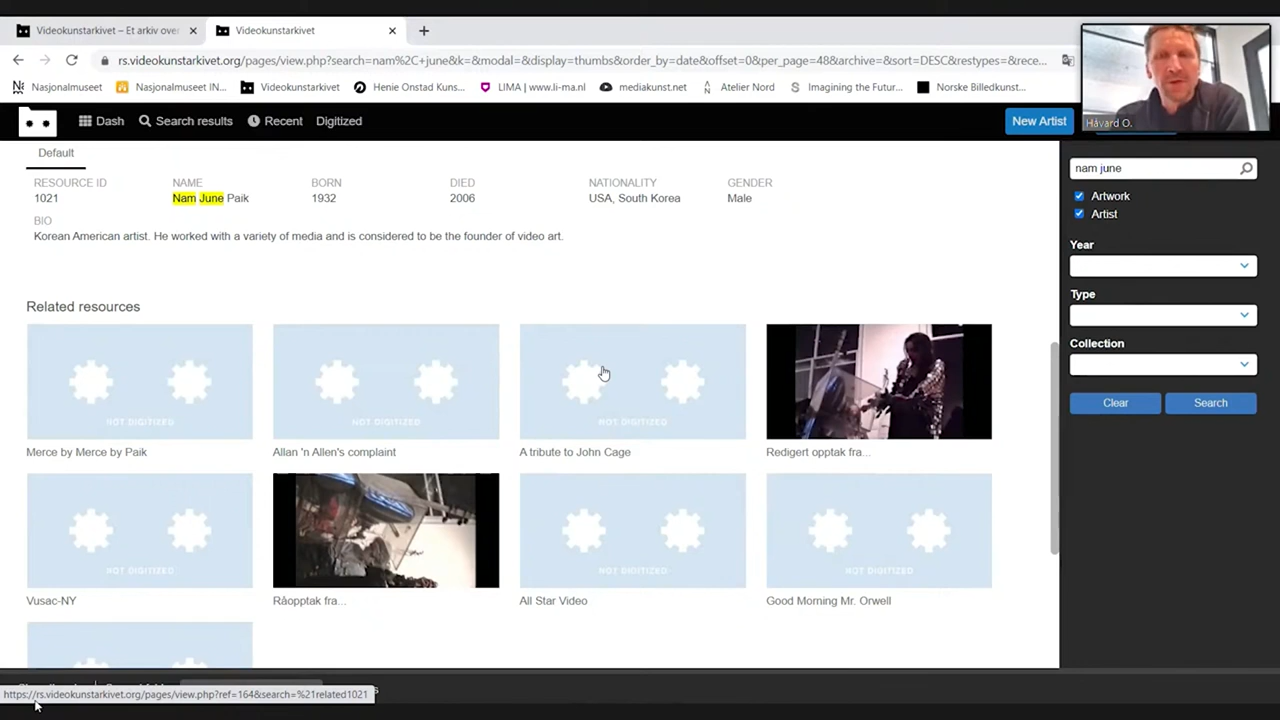 Videokunstarkivet – Et arkiv over
Videokunstarkivet
rs.videokunstarkivet.org/pages/view.php?search=nam%2C+june&k=&modal=&display=thumbs&order_by=date&offset=0&per_page=48&archive=&sort=DESC&restypes=&rece...
Nasjonalmuseet
Nasjonalmuseet IN...
Videokunstarkivet
Henie Onstad Kuns...
LIMA | www.li-ma.nl
mediakunst.net
Atelier Nord
Imagining the Futur...
Norske Billedkunst...
Håvard O.
Dash
Search results
Recent
Digitized
New Artist
Default
RESOURCE ID NAME BORN DIED NATIONALITY GENDER
1021 Nam June Paik 1932 2006 USA, South Korea Male
BIO
Korean American artist. He worked with a variety of media and is considered to be the founder of video art.
nam june
Artwork
Artist
Year
Type
Collection
Clear Search
Related resources
NOT DIGITIZED
NOT DIGITIZED
NOT DIGITIZED
Merce by Merce by Paik
Allan 'n Allen's complaint
A tribute to John Cage
Redigert opptak fra...
NOT DIGITIZED
NOT DIGITIZED
NOT DIGITIZED
Vusac-NY
Råopptak fra...
All Star Video
Good Morning Mr. Orwell
https://rs.videokunstarkivet.org/pages/view.php?ref=164&search=%21related1021